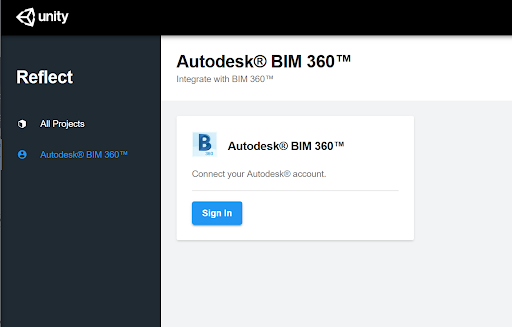 unity
Reflect
All Projects
Autodesk® BIM 360™
Autodesk® BIM 360™
Integrate with BIM 360™
B
Autodesk® BIM 360™
Connect your Autodesk® account.
Sign In